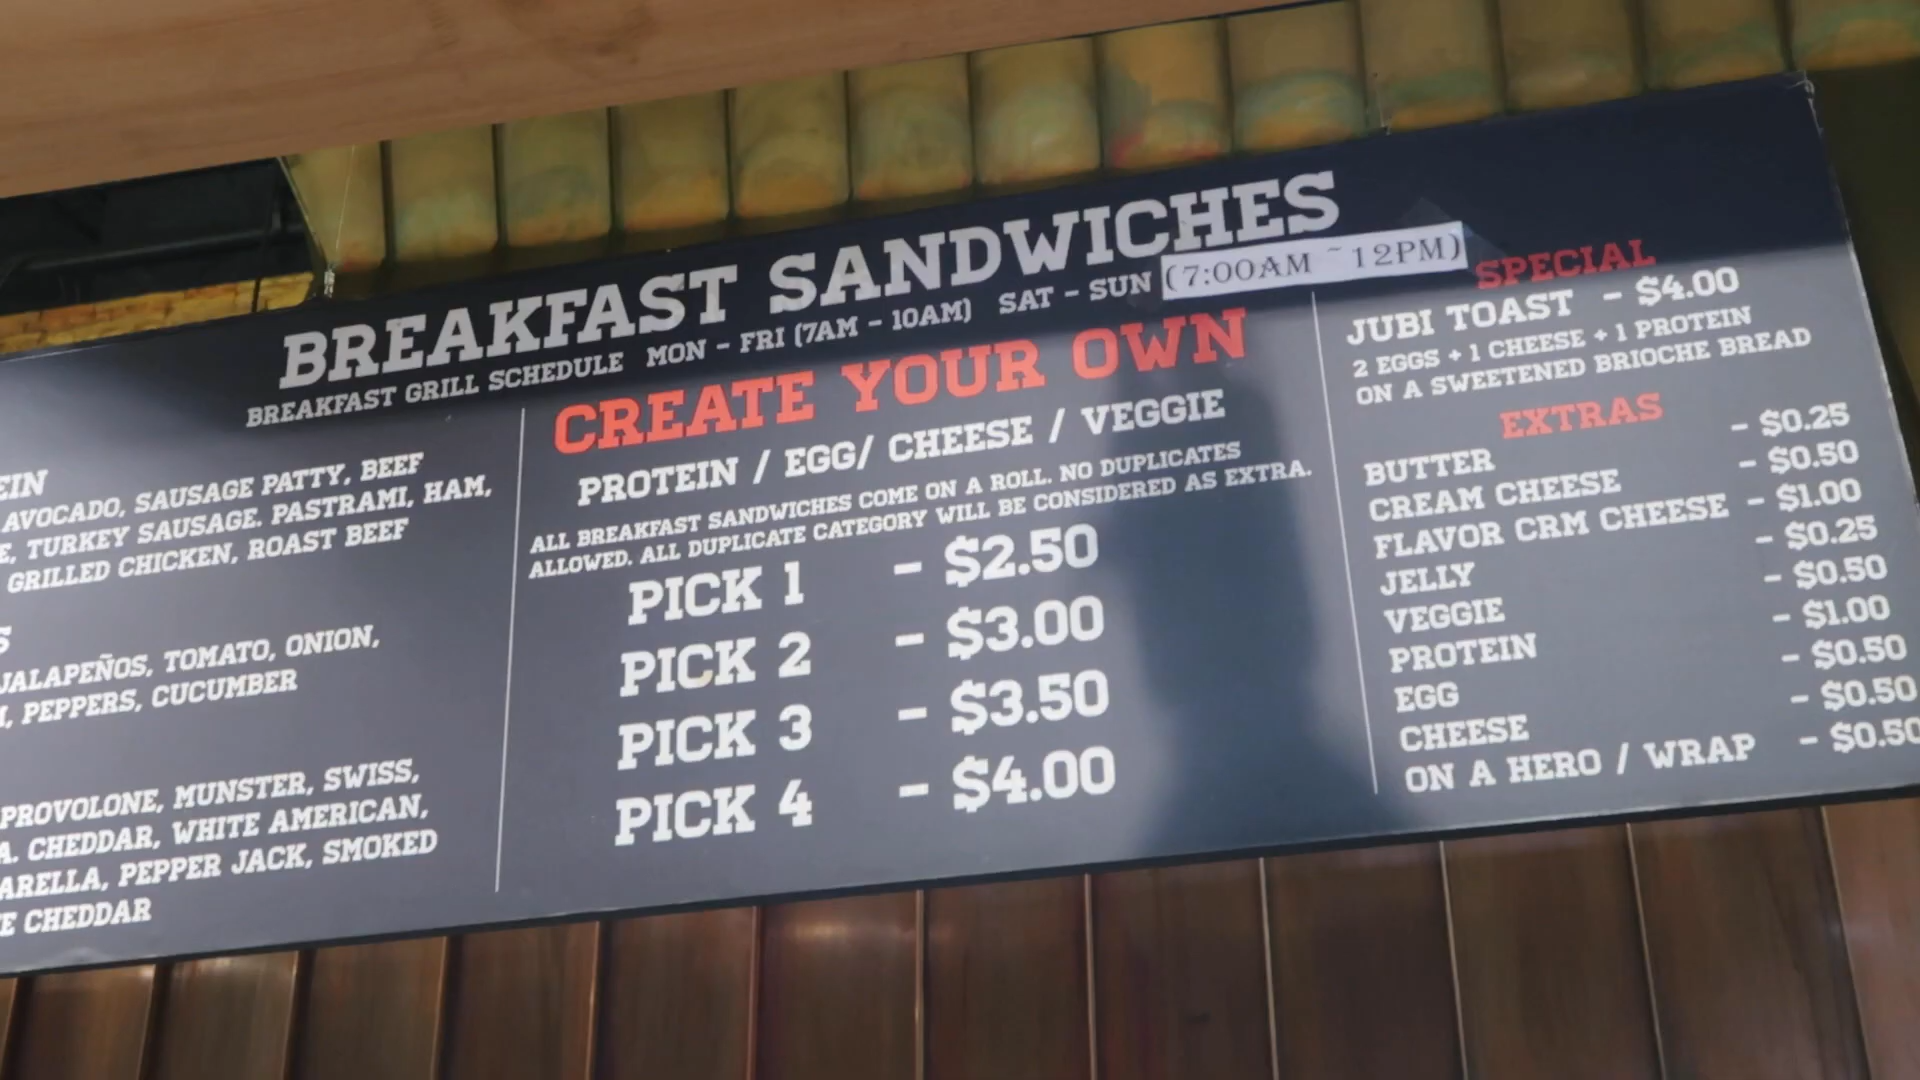 BREAKFAST SANDWICHES
BREAKFAST GRILL SCHEDULE MON - FRI (7AM - 10AM) SAT - SUN (7:00AM ~ 12PM)
AVOCADO, SAUSAGE PATTY, BEEF
TURKEY SAUSAGE. PASTRAMI, HAM,
GRILLED CHICKEN, ROAST BEEF
JALAPEÑOS, TOMATO, ONION,
PEPPERS, CUCUMBER
PROVOLONE, MUNSTER, SWISS,
CHEDDAR, WHITE AMERICAN,
PEPPER JACK, SMOKED
CHEDDAR
CREATE YOUR OWN
PROTEIN / EGG/ CHEESE / VEGGIE
ALL BREAKFAST SANDWICHES COME ON A ROLL. NO DUPLICATES
ALLOWED. ALL DUPLICATE CATEGORY WILL BE CONSIDERED AS EXTRA.
PICK 1 - $2.50
PICK 2 - $3.00
PICK 3 - $3.50
PICK 4 - $4.00
SPECIAL
JUBI TOAST - $4.00
2 EGGS + 1 CHEESE + 1 PROTEIN
ON A SWEETENED BRIOCHE BREAD
EXTRAS
BUTTER - $0.25
CREAM CHEESE - $0.50
FLAVOR CRM CHEESE - $1.00
JELLY - $0.25
VEGGIE - $0.50
PROTEIN - $1.00
EGG - $0.50
CHEESE - $0.50
ON A HERO / WRAP - $0.50